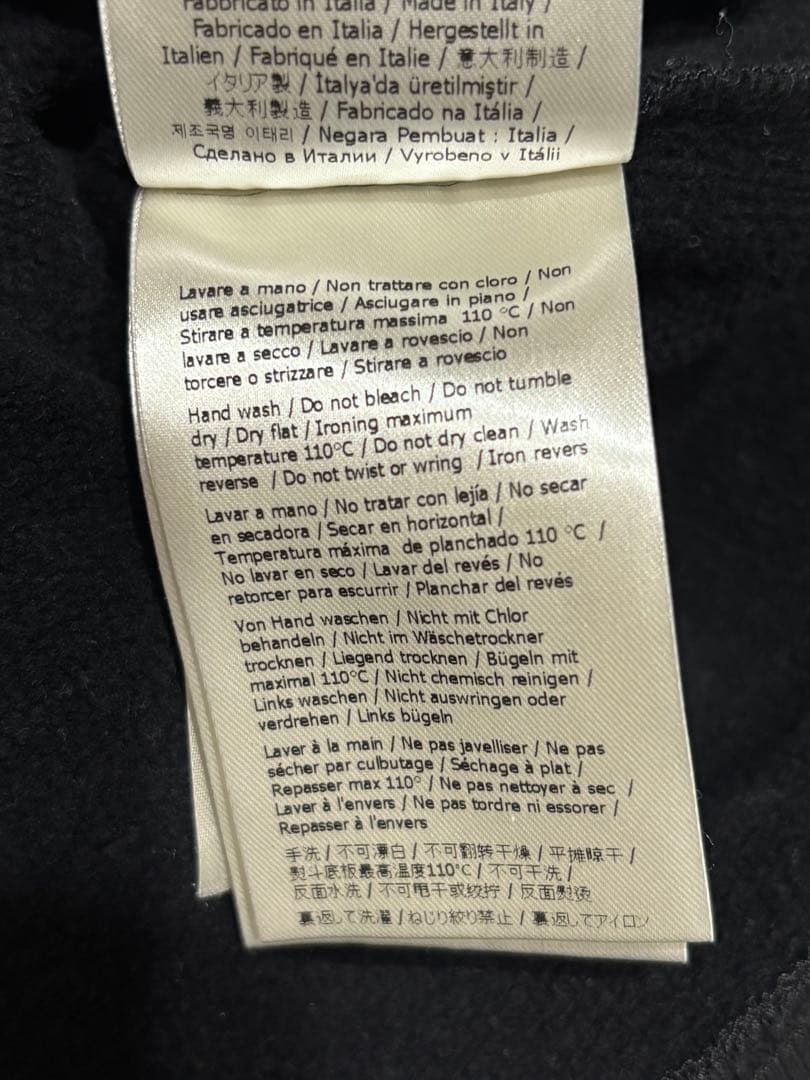 Fabbricato in Italia / Made in Italy /
Fabricado en Italia / Hergestellt in
Italien / Fabriqué en Italie / 意大利制造 /
イタリア製 / İtalya'da üretilmiştir /
義大利製造 / Fabricado na Itália /
제조국명 이태리 / Negara Pembuat : Italia /
Сделано в Италии / Vyrobeno v Itálii
Lavare a mano / Non trattare con cloro / Non
usare asciugatrice / Asciugare in piano /
Stirare a temperatura massima 110 °C / Non
lavare a secco / Lavare a rovescio / Non
torcere o strizzare / Stirare a rovescio
Hand wash / Do not bleach / Do not tumble
dry / Dry flat / Ironing maximum
temperature 110°C / Do not dry clean / Wash
reverse / Do not twist or wring / Iron revers
Lavar a mano / No tratar con lejía / No secar
en secadora / Secar en horizontal /
Temperatura máxima de planchado 110 °C /
No lavar en seco / Lavar del revés / No
retorcer para escurrir / Planchar del revés
Von Hand waschen / Nicht mit Chlor
behandeln / Nicht im Wäschetrockner
trocknen / Liegend trocknen / Bügeln mit
maximal 110°C / Nicht chemisch reinigen /
Links waschen / Nicht auswringen oder
verdrehen / Links bügeln
Laver à la main / Ne pas javelliser / Ne pas
sécher par culbutage / Séchage à plat /
Repasser max 110° / Ne pas nettoyer à sec /
Laver à l'envers / Ne pas tordre ni essorer /
Repasser à l'envers
手洗 / 不可漂白 / 不可翻转干燥 / 平摊晾干 /
熨斗底板最高温度110°C / 不可干洗 /
反面水洗 / 不可甩干或绞拧 / 反面熨烫
裏返して洗濯 / ねじり絞り禁止 / 裏返してアイロン